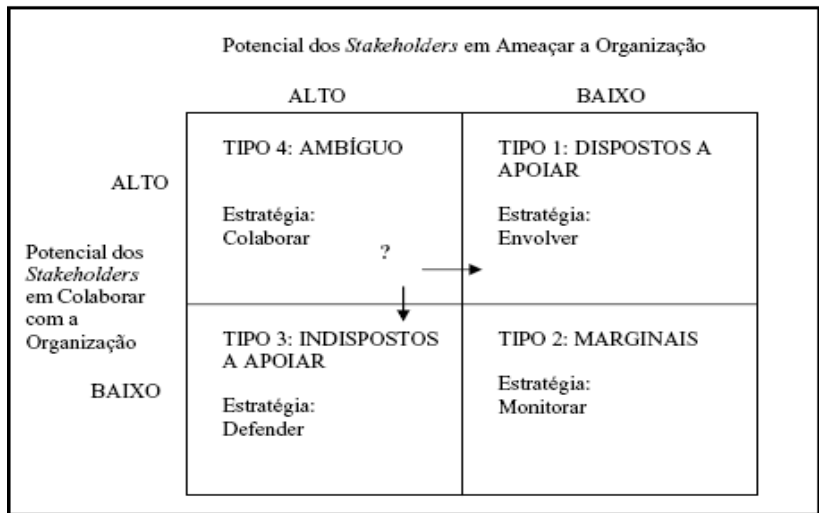 Potencial dos Stakeholders em Ameaçar a Organização
ALTO
BAIXO
ALTO
Potencial dos
Stakeholders
em Colaborar
com a
Organização
BAIXO
TIPO 4: AMBÍGUO
Estratégia:
Colaborar
?
TIPO 1: DISPOSTOS A
APOIAR
Estratégia:
Envolver
TIPO 3: INDISPOSTOS
A APOIAR
Estratégia:
Defender
TIPO 2: MARGINAIS
Estratégia:
Monitorar